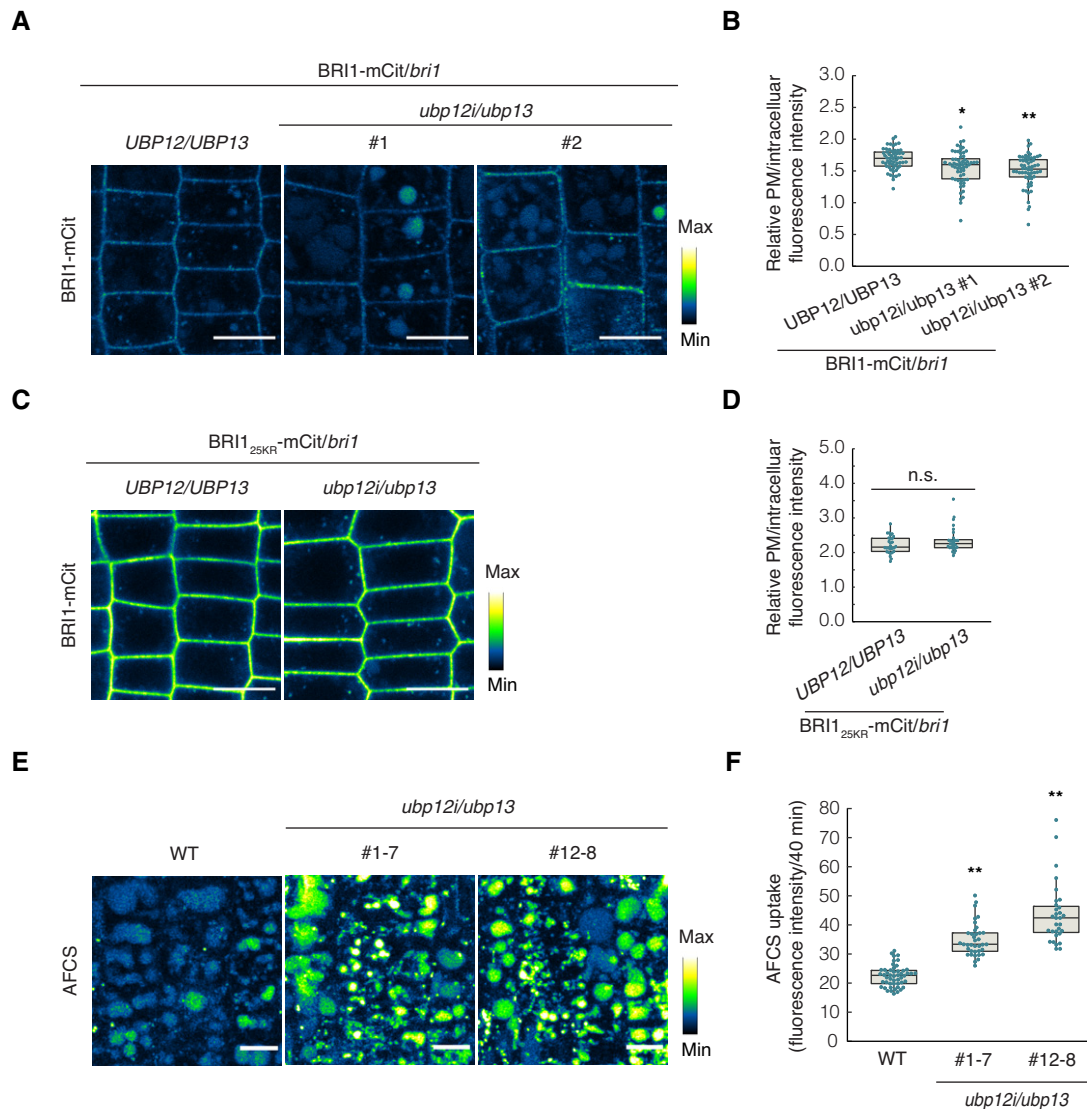 A
BRI1-mCit/bri1
ubp12i/ubp13
UBP12/UBP13
#1
#2
BRI1-mCit
Max
Min
B
Relative PM/intracelluar
fluorescence intensity
3.0
2.5
2.0
1.5
1.0
0.5
0.0
*
**
UBP12/UBP13
ubp12i/ubp13 #1
ubp12i/ubp13 #2
BRI1-mCit/bri1
C
BRI125KR-mCit/bri1
UBP12/UBP13
ubp12i/ubp13
BRI1-mCit
Max
Min
D
Relative PM/intracelluar
fluorescence intensity
5.0
4.0
3.0
2.0
1.0
0.0
n.s.
UBP12/UBP13
ubp12i/ubp13
BRI125KR-mCit/bri1
E
ubp12i/ubp13
WT
#1-7
#12-8
AFCS
Max
Min
F
AFCS uptake
(fluorescence intensity/40 min)
80
70
60
50
40
30
20
10
0
**
**
WT
#1-7
#12-8
ubp12i/ubp13